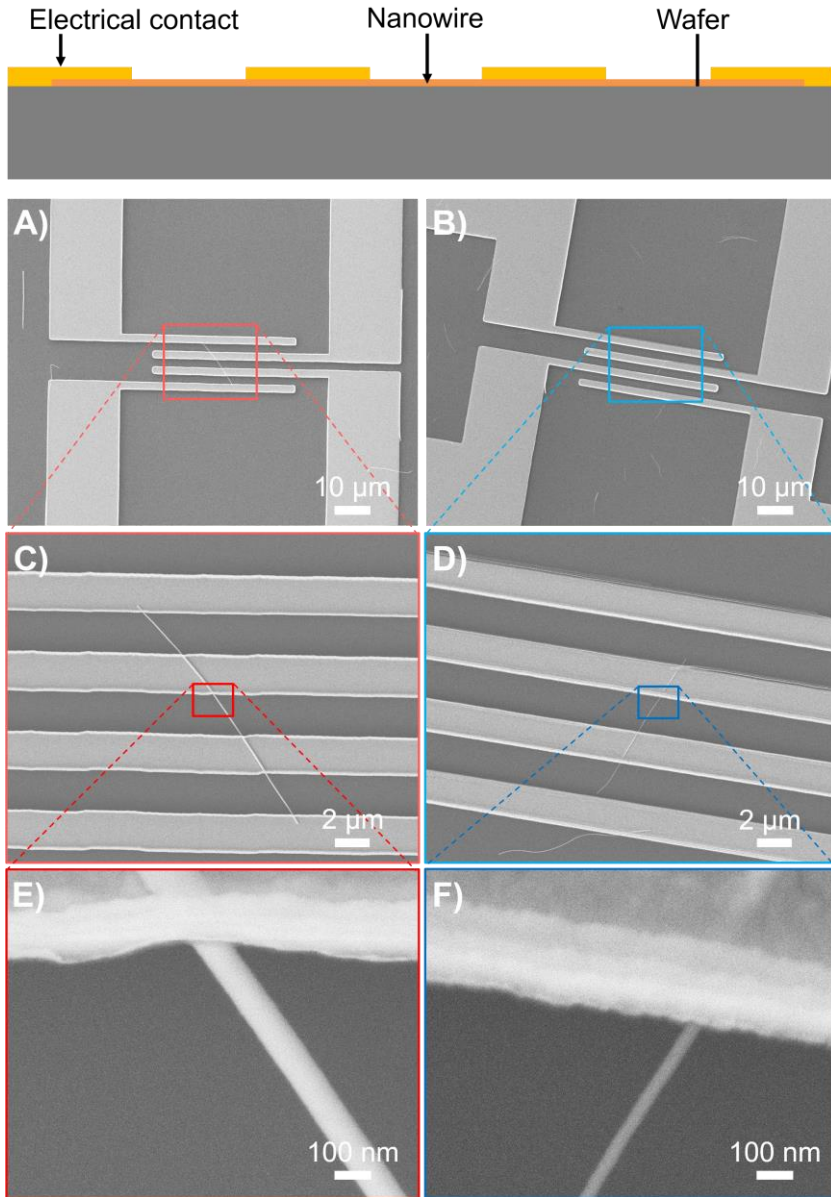 Electrical contact Nanowire Wafer
A) B)
10 µm 10 µm
C) D)
2 µm 2 µm
E) F)
100 nm 100 nm